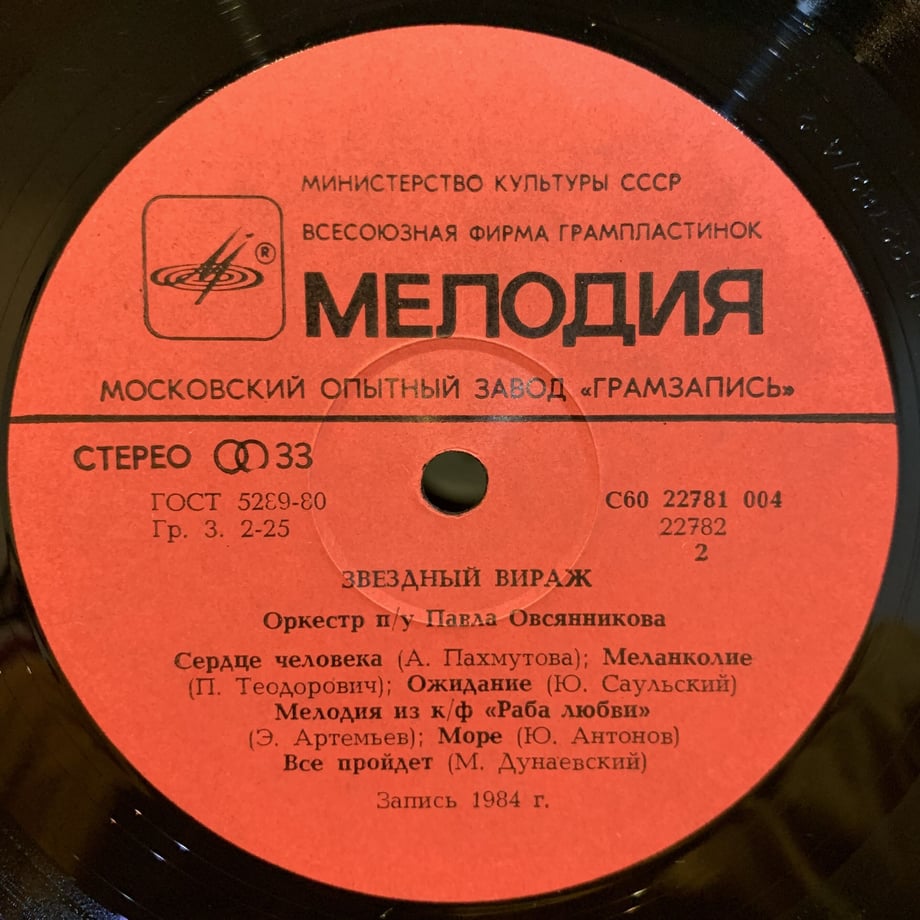 МИНИСТЕРСТВО КУЛЬТУРЫ СССР
ВСЕСОЮЗНАЯ ФИРМА ГРАМПЛАСТИНОК
®
МЕЛОДИЯ
МОСКОВСКИЙ ОПЫТНЫЙ ЗАВОД «ГРАМЗАПИСЬ»
СТЕРЕО 33
ГОСТ 5289-80
Гр. 3. 2-25
С60 22781 004
22782
2
ЗВЕЗДНЫЙ ВИРАЖ
Оркестр п/у Павла Овсянникова
Сердце человека (А. Пахмутова); Меланколие
(П. Теодорович); Ожидание (Ю. Саульский)
Мелодия из к/ф «Раба любви»
(Э. Артемьев); Море (Ю. Антонов)
Все пройдет (М. Дунаевский)
Запись 1984 г.